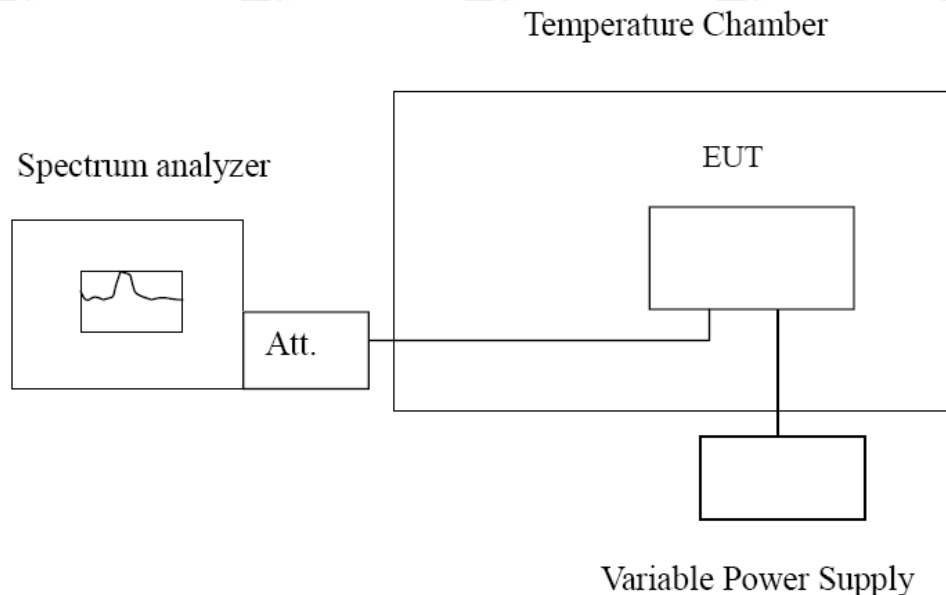 Temperature Chamber
Spectrum analyzer
EUT
Att.
Variable Power Supply